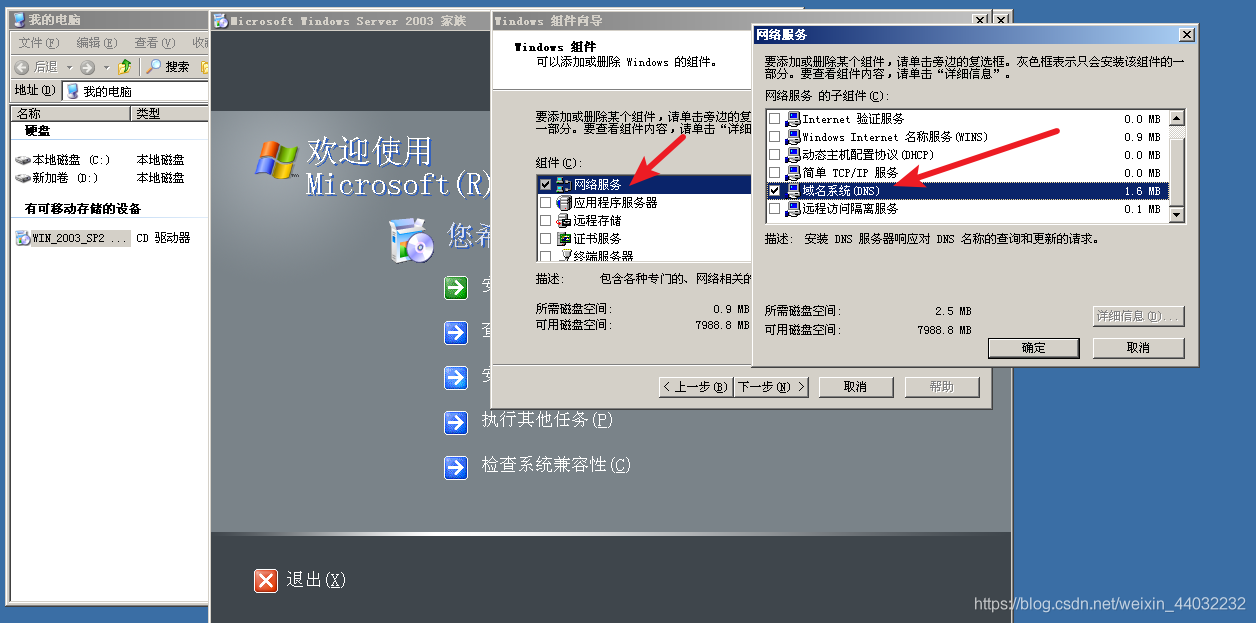 我的电脑
文件(F) 编辑(E) 查看(V) 收
后退 搜索
地址(D) 我的电脑
名称 类型
硬盘
本地磁盘 (C:) 本地磁盘
新加卷 (D:) 本地磁盘
有可移动存储的设备
WIN_2003_SP2 ... CD 驱动器
Microsoft Windows Server 2003 家族
欢迎使用
Microsoft(R)
您希
执行其他任务(P)
检查系统兼容性(C)
退出(X)
Windows 组件向导
Windows 组件
可以添加或删除 Windows 的组件。
要添加或删除某个组件，请单击旁边的复
一部分。要查看组件内容，请单击“详细
组件(C):
网络服务
应用程序服务器
远程存储
证书服务
终端服务器
描述: 包含各种专门的、网络相关的
所需磁盘空间: 0.9 MB
可用磁盘空间: 7988.8 MB
< 上一步(B) 下一步(N) > 取消 帮助
网络服务
要添加或删除某个组件，请单击旁边的复选框。灰色框表示只会安装该组件的一
部分。要查看组件内容，请单击“详细信息”。
网络服务 的子组件(C):
Internet 验证服务 0.0 MB
Windows Internet 名称服务(WINS) 0.9 MB
动态主机配置协议(DHCP) 0.0 MB
简单 TCP/IP 服务 0.0 MB
域名系统(DNS) 1.6 MB
远程访问隔离服务 0.1 MB
描述: 安装 DNS 服务器响应对 DNS 名称的查询和更新的请求。
所需磁盘空间: 2.5 MB
可用磁盘空间: 7988.8 MB
详细信息(D)...
确定 取消
https://blog.csdn.net/weixin_44032232